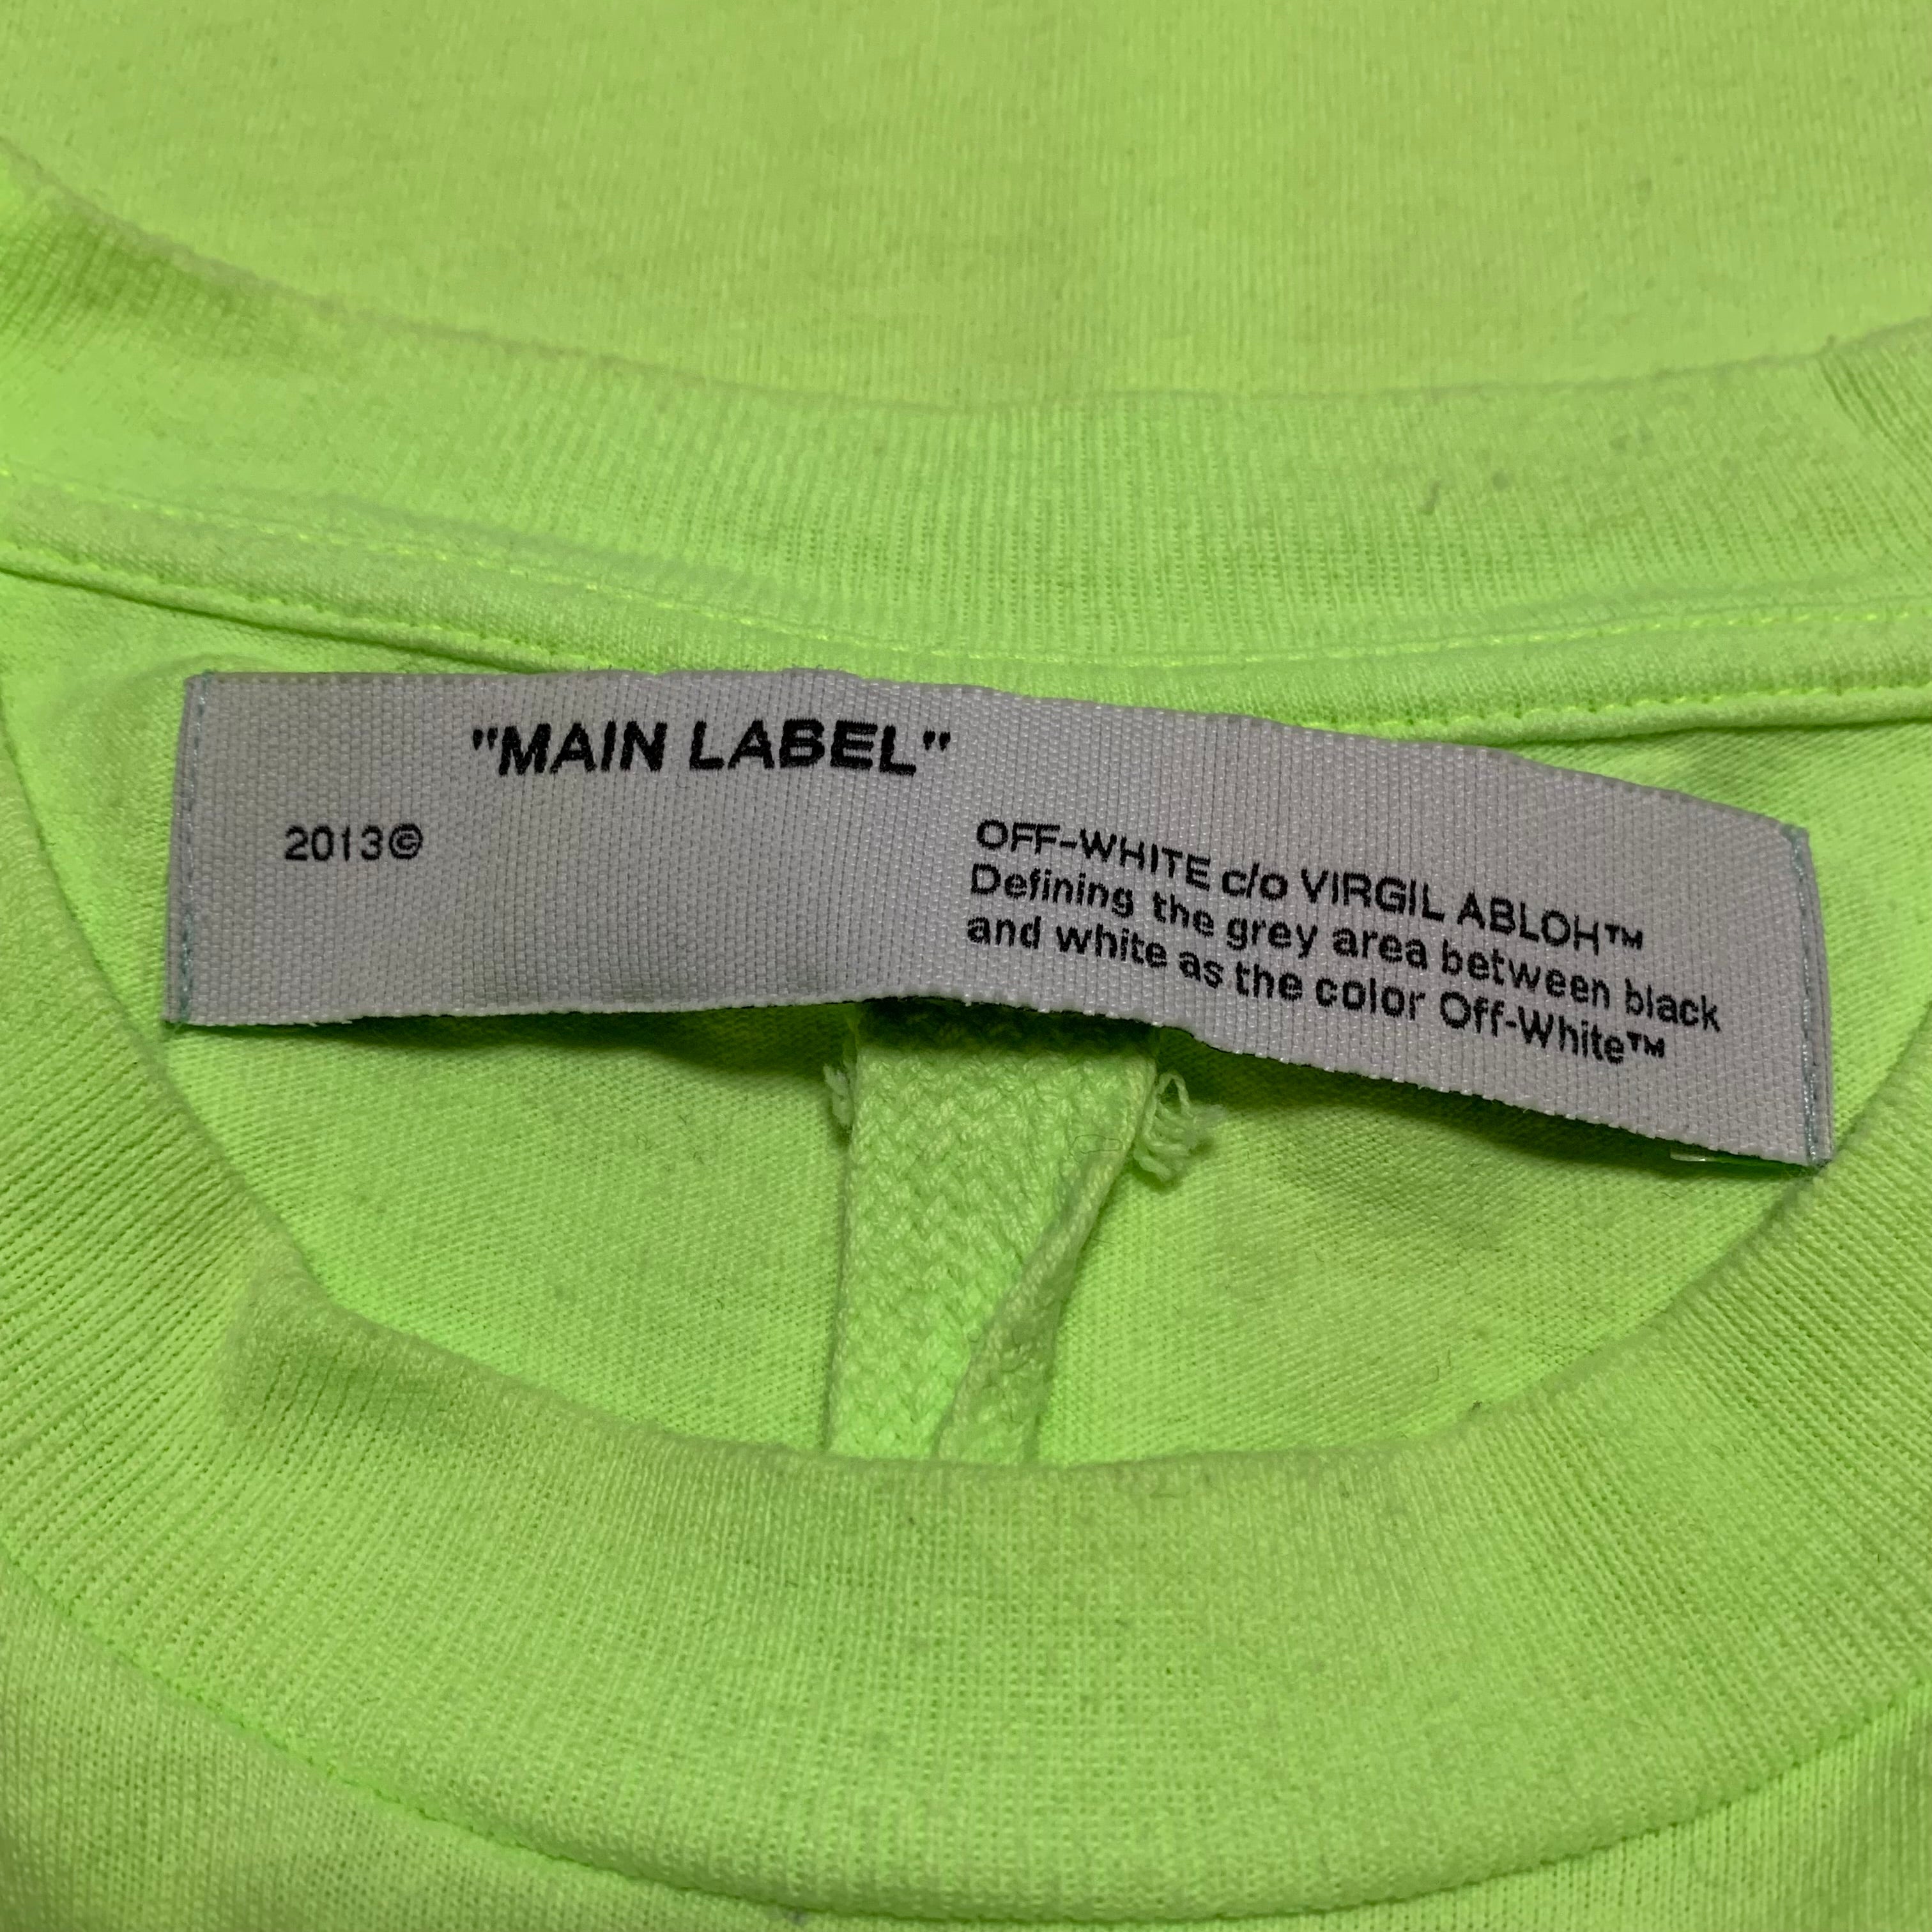 "MAIN LABEL"
2013©
OFF-WHITE c/o VIRGIL ABLOH™
Defining the grey area between black
and white as the color Off-White™